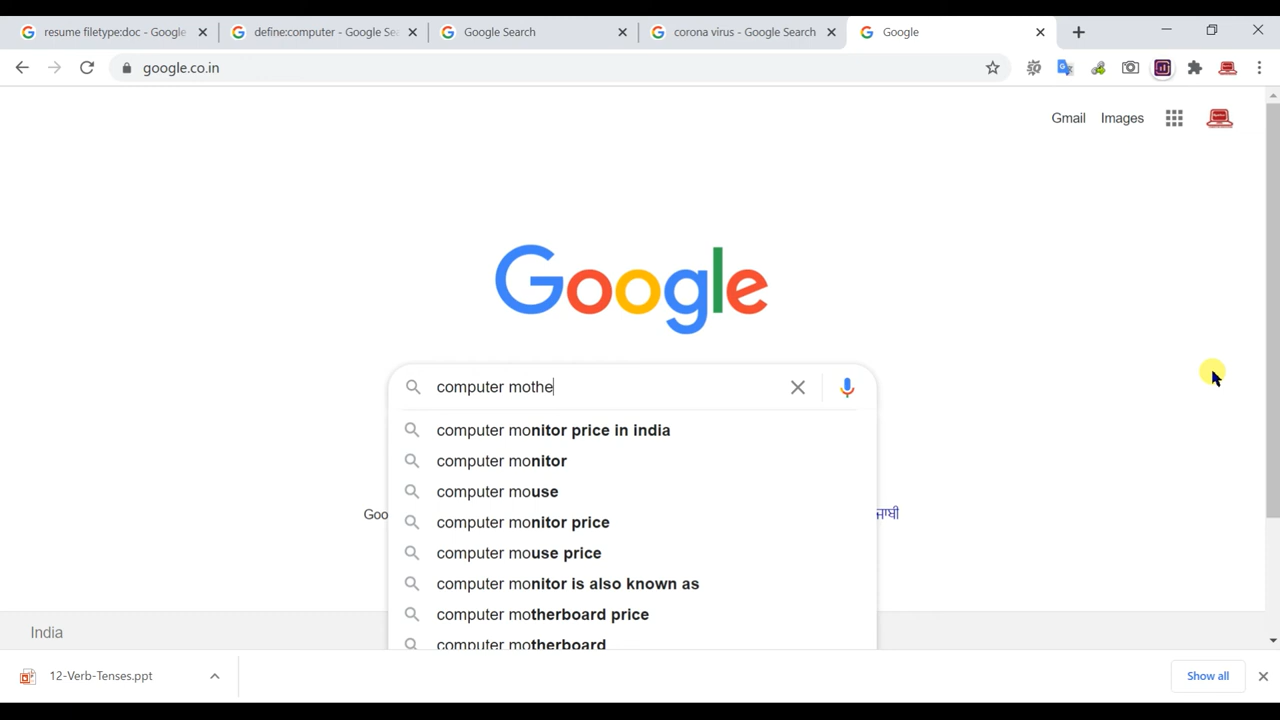 resume filetype:doc - Google
define:computer - Google Se
Google Search
corona virus - Google Search
Google
google.co.in
Gmail
Images
Google
computer mothe
computer monitor price in india
computer monitor
computer mouse
computer monitor price
computer mouse price
computer monitor is also known as
computer motherboard price
computer motherboard
Goo
ਜਾਬੀ
India
12-Verb-Tenses.ppt
Show all